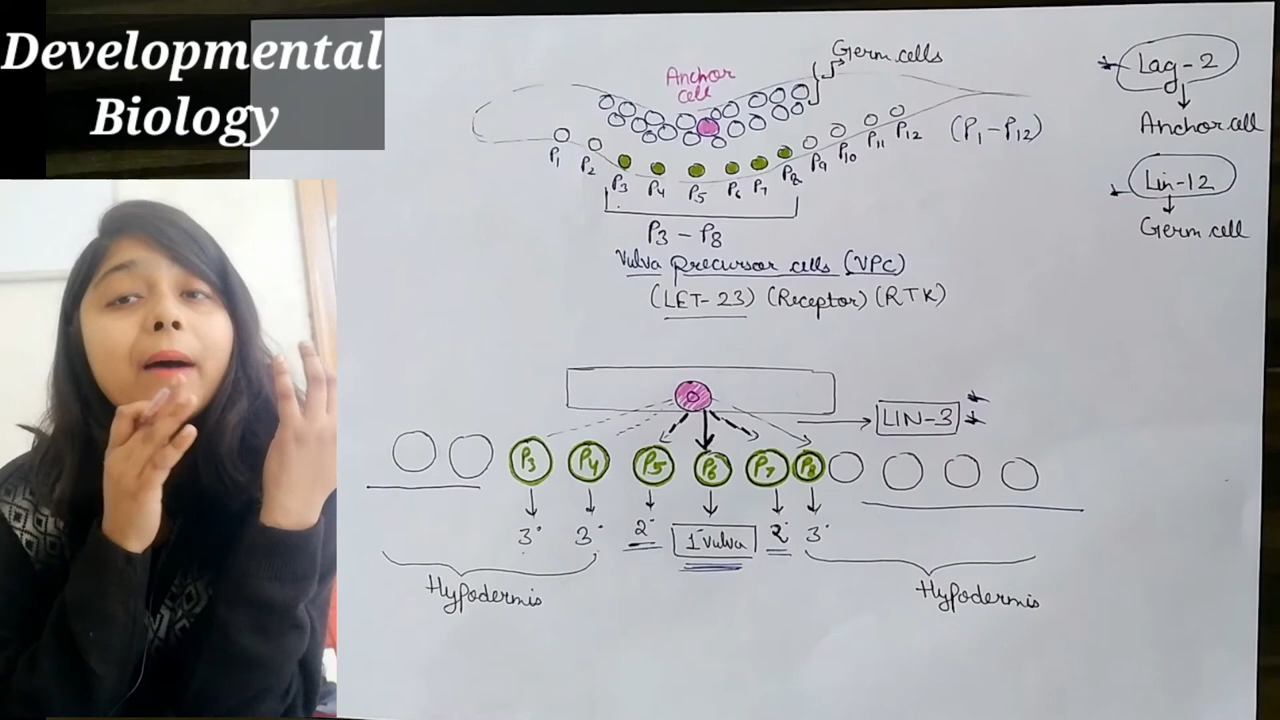 Developmental
Biology
Germ cells
Anchor
cell
P1 P2 P3 P4 P5 P6 P7 P8 P9 P10 P11 P12
(P1 - P12)
P3 - P8
Vulva precursor cells (VPC)
(LET-23) (Receptor) (RTK)
Lag-2
Anchor cell
Lin-12
Germ cell
LIN-3
P3 P4 P5 P6 P7 P8
3° 3° 2° 1° vulva 2° 3°
Hypodermis
Hypodermis